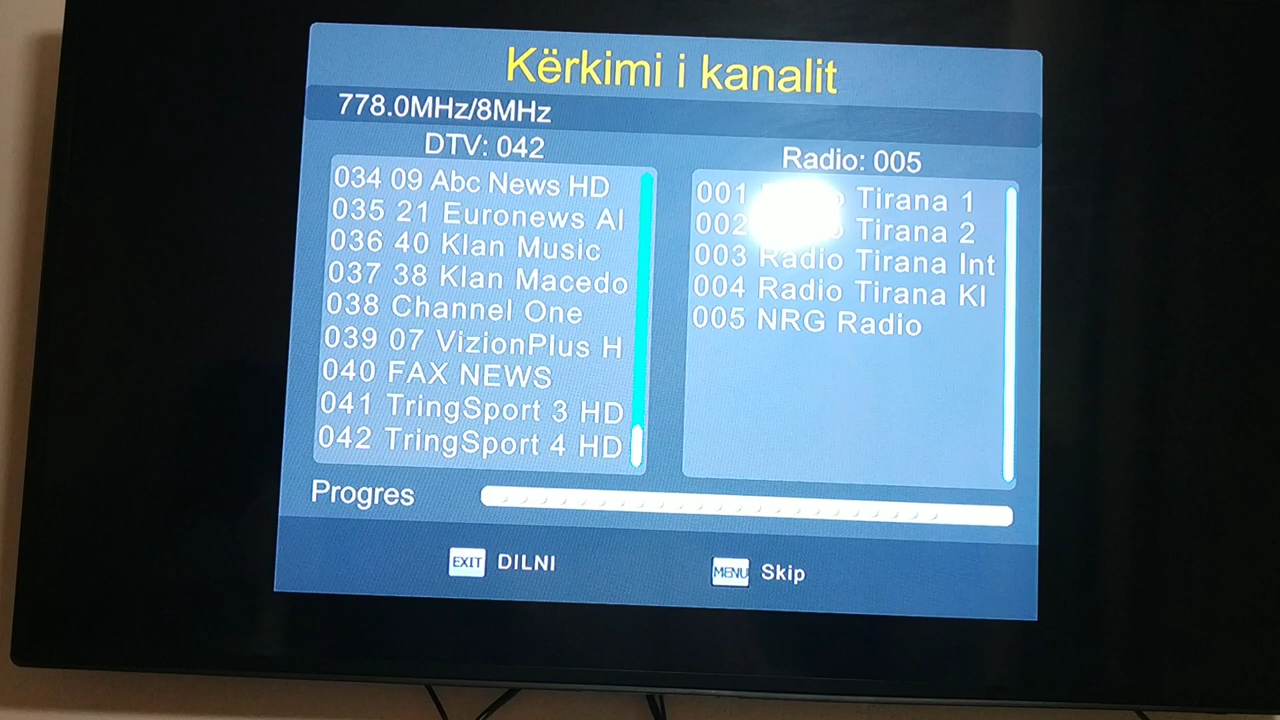 Kërkimi i kanalit
778.0MHz/8MHz
DTV: 042
034 09 Abc News HD
035 21 Euronews Al
036 40 Klan Music
037 38 Klan Macedo
038 Channel One
039 07 VizionPlus H
040 FAX NEWS
041 TringSport 3 HD
042 TringSport 4 HD
Radio: 005
001 Tirana 1
002 Tirana 2
003 Radio Tirana Int
004 Radio Tirana Kl
005 NRG Radio
Progres
EXIT DILNI
MENU Skip